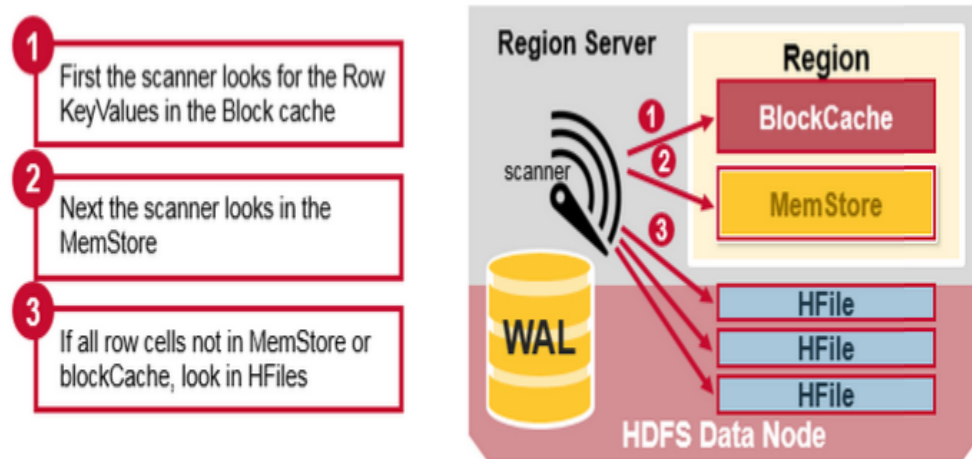 1
First the scanner looks for the Row
KeyValues in the Block cache
2
Next the scanner looks in the
MemStore
3
If all row cells not in MemStore or
blockCache, look in HFiles
Region Server
Region
BlockCache
1
2
scanner
MemStore
3
HFile
WAL
HFile
HFile
HDFS Data Node